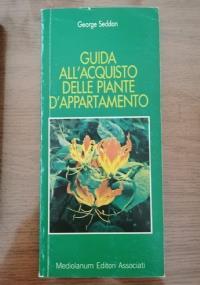 George Seddon
GUIDA
ALL'ACQUISTO
DELLE PIANTE
D'APPARTAMENTO
Mediolanum Editori Associati